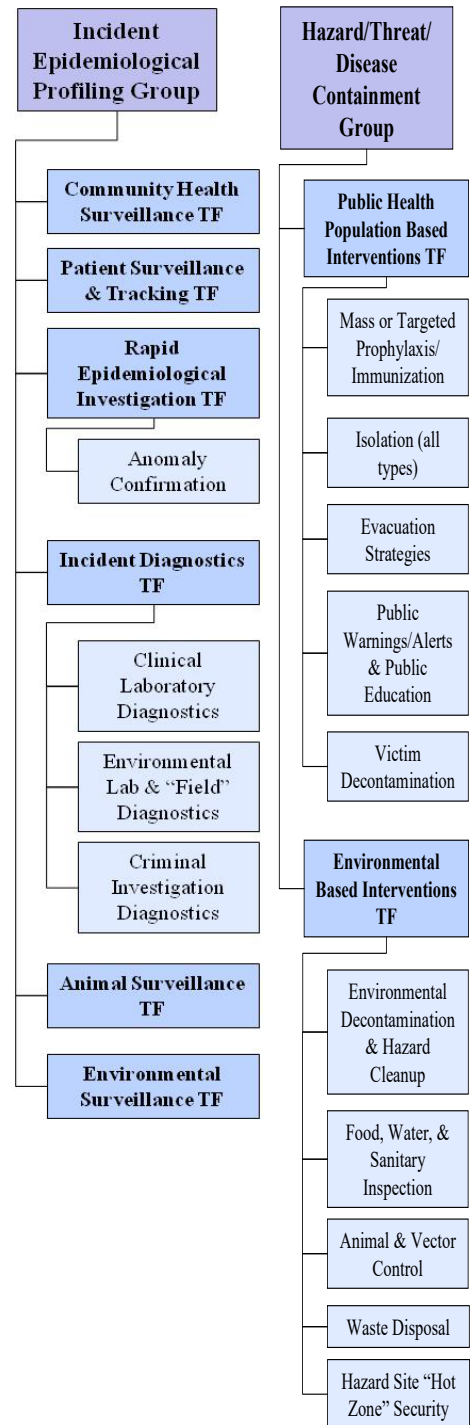 Incident
Epidemiological
Profiling Group
Community Health
Surveillance TF
Patient Surveillance
& Tracking TF
Rapid
Epidemiological
Investigation TF
Anomaly
Confirmation
Incident Diagnostics
TF
Clinical
Laboratory
Diagnostics
Environmental
Lab & “Field”
Diagnostics
Criminal
Investigation
Diagnostics
Animal Surveillance
TF
Environmental
Surveillance TF
Hazard/Threat/
Disease
Containment
Group
Public Health
Population Based
Interventions TF
Mass or Targeted
Prophylaxis/
Immunization
Isolation (all
types)
Evacuation
Strategies
Public
Warnings/Alerts
& Public
Education
Victim
Decontamination
Environmental
Based Interventions
TF
Environmental
Decontamination
& Hazard
Cleanup
Food, Water, &
Sanitary
Inspection
Animal & Vector
Control
Waste Disposal
Hazard Site “Hot
Zone” Security